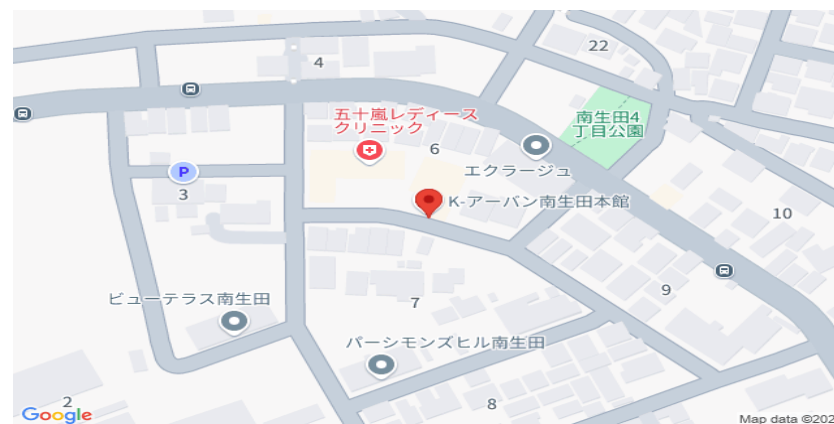 22
4
五十嵐レディース
クリニック
6
南生田4
丁目公園
エクラージュ
P
3
K-アーバン南生田本館
10
ビューテラス南生田
7
9
パーシモンズヒル南生田
2
8
Google
Map data ©202